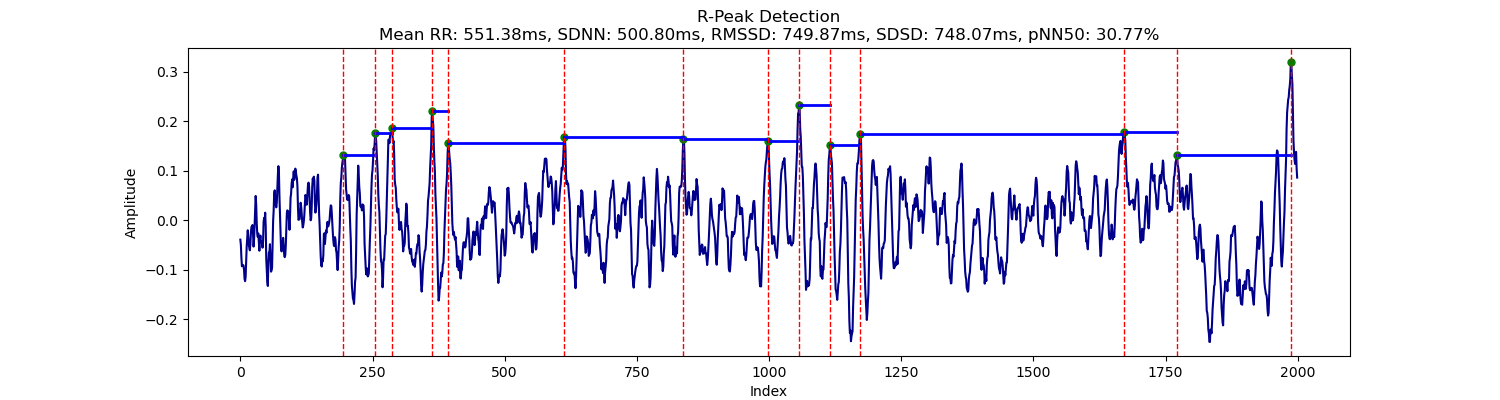 R-Peak Detection
Mean RR: 551.38ms, SDNN: 500.80ms, RMSSD: 749.87ms, SDSD: 748.07ms, pNN50: 30.77%
Amplitude
0.3
0.2
0.1
0.0
−0.1
−0.2
0 250 500 750 1000 1250 1500 1750 2000
Index